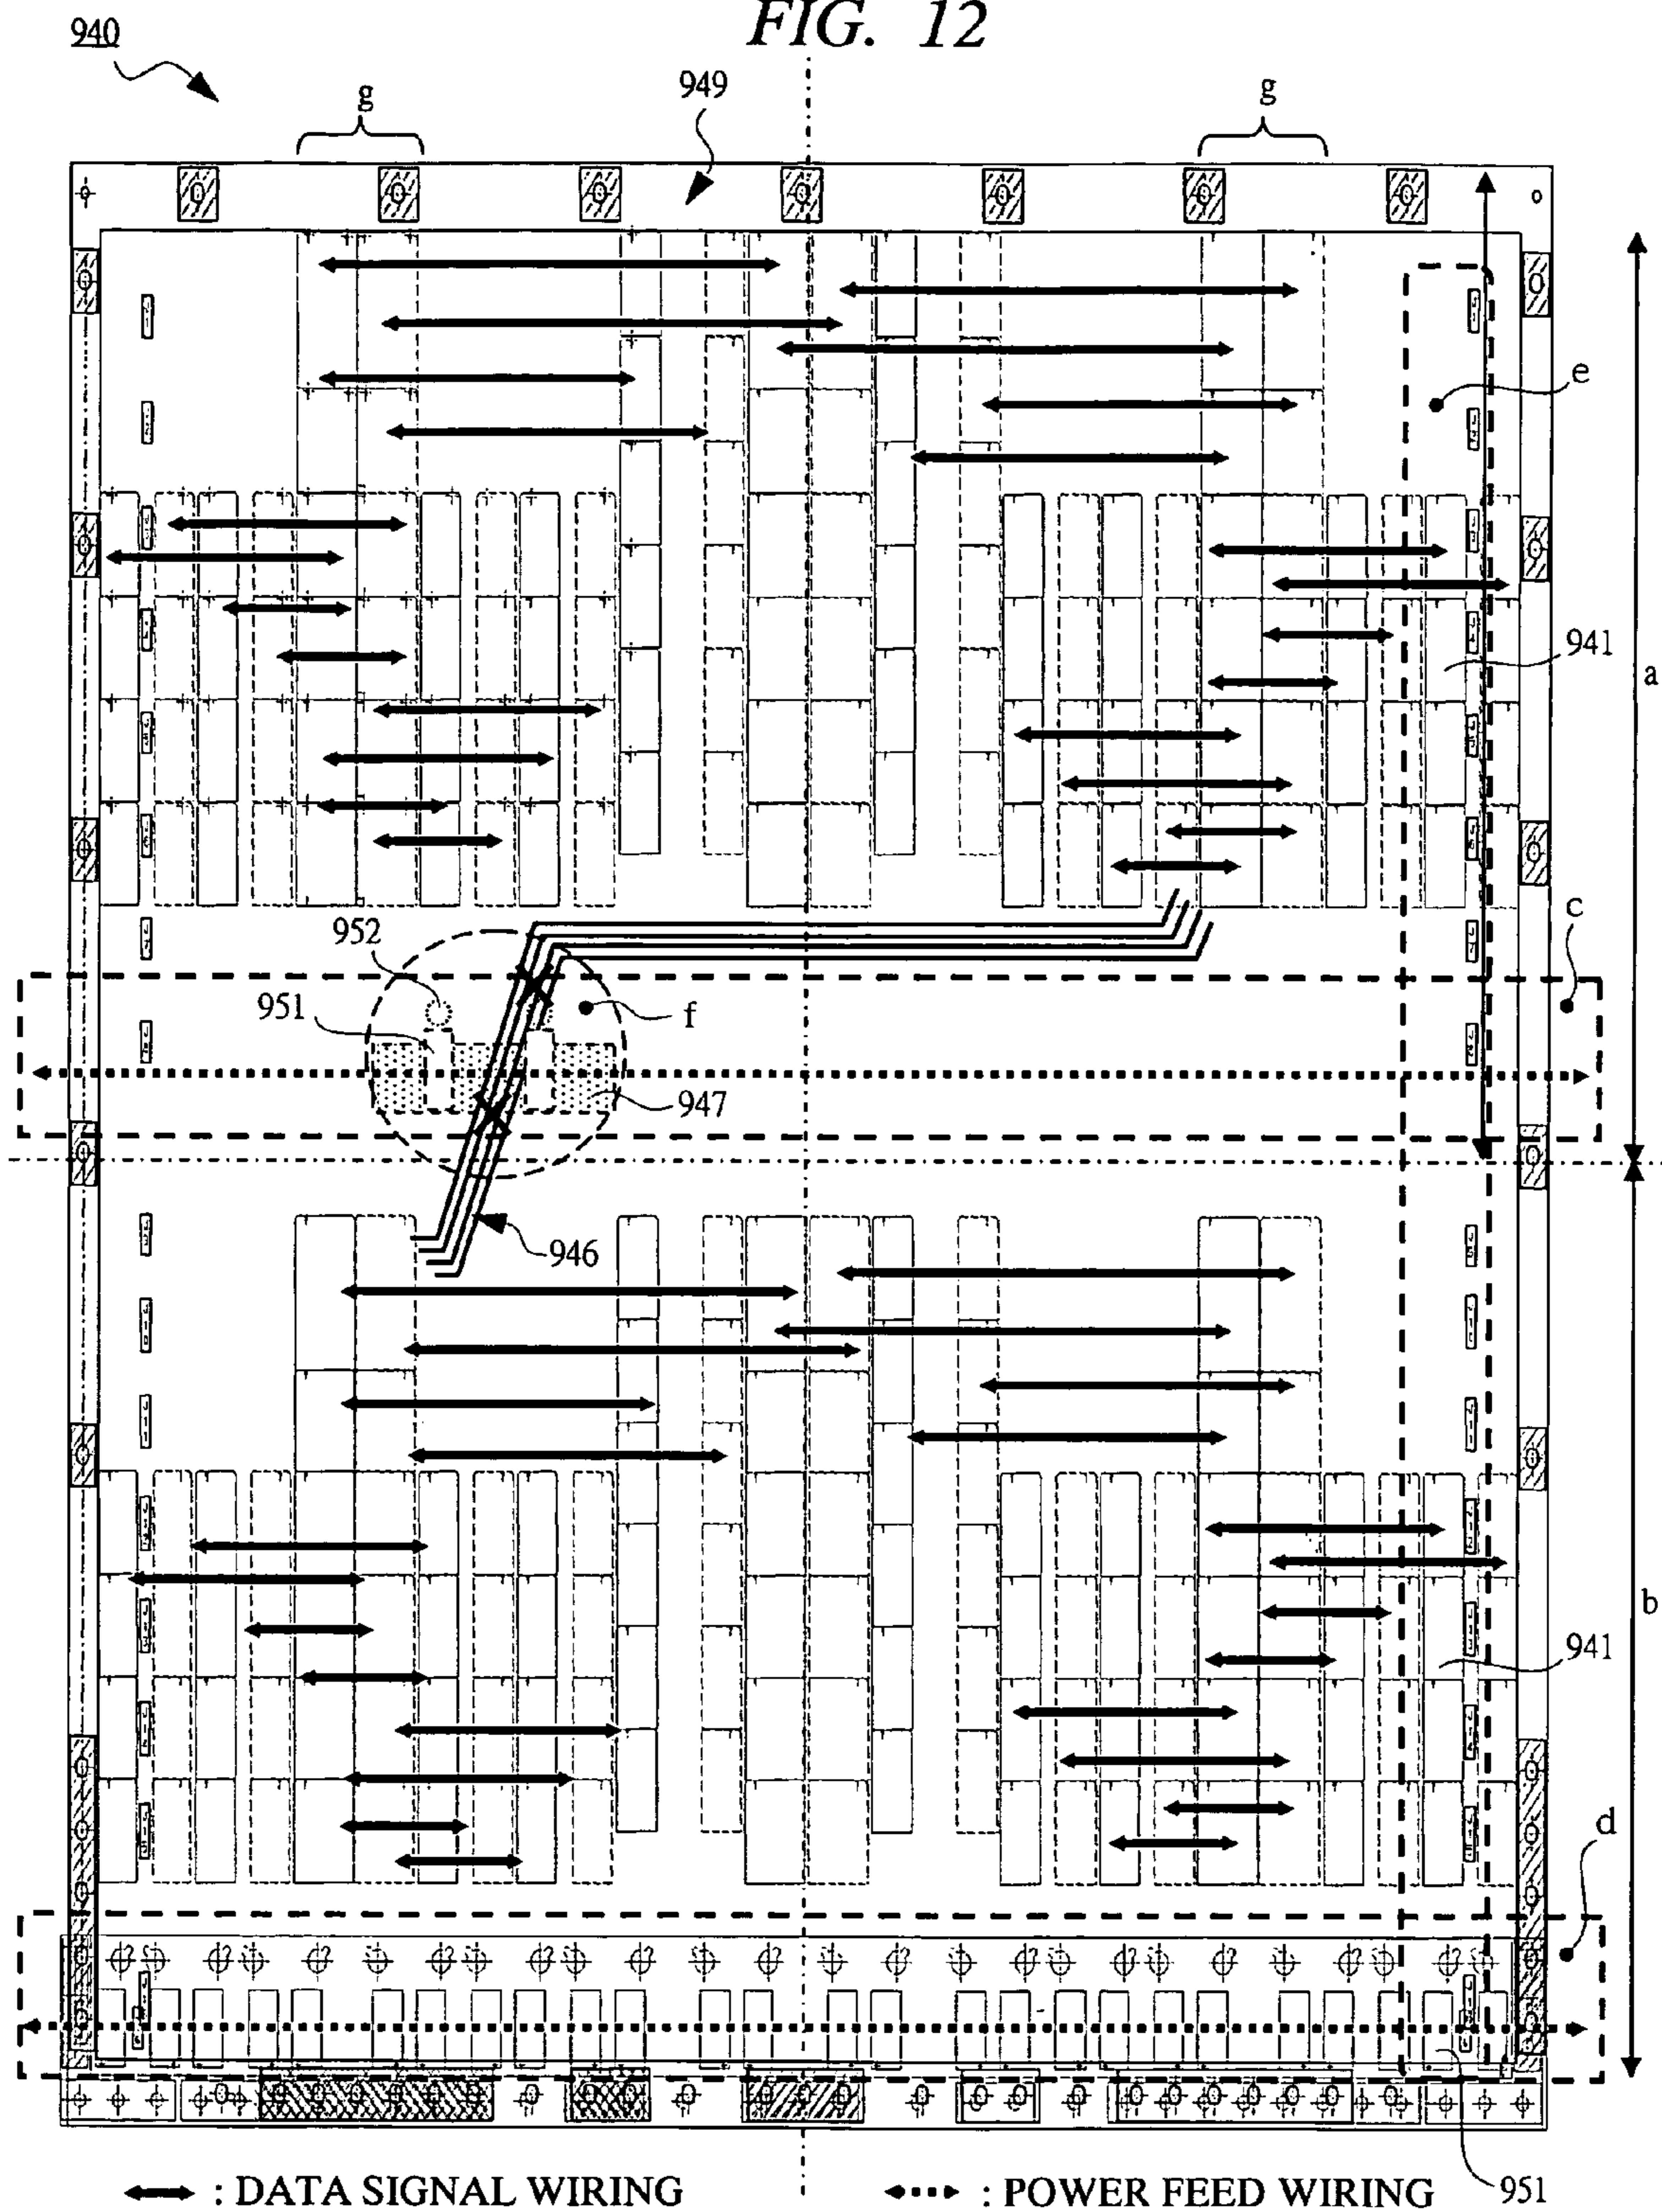 FIG. 12
940
g
949
g
e
941
a
c
952
951
f
947
946
b
941
d
: DATA SIGNAL WIRING
: POWER FEED WIRING
951